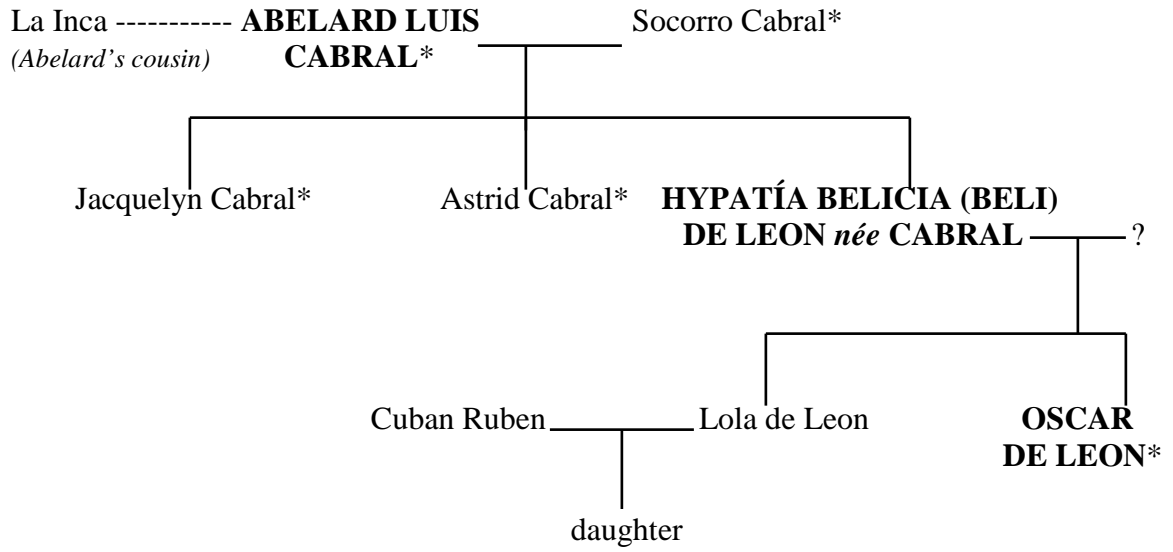 La Inca ----------- ABELARD LUIS Socorro Cabral*
(Abelard’s cousin) CABRAL*
Jacquelyn Cabral* Astrid Cabral* HYPATÍA BELICIA (BELI)
DE LEON née CABRAL ?
Cuban Ruben Lola de Leon OSCAR
DE LEON*
daughter